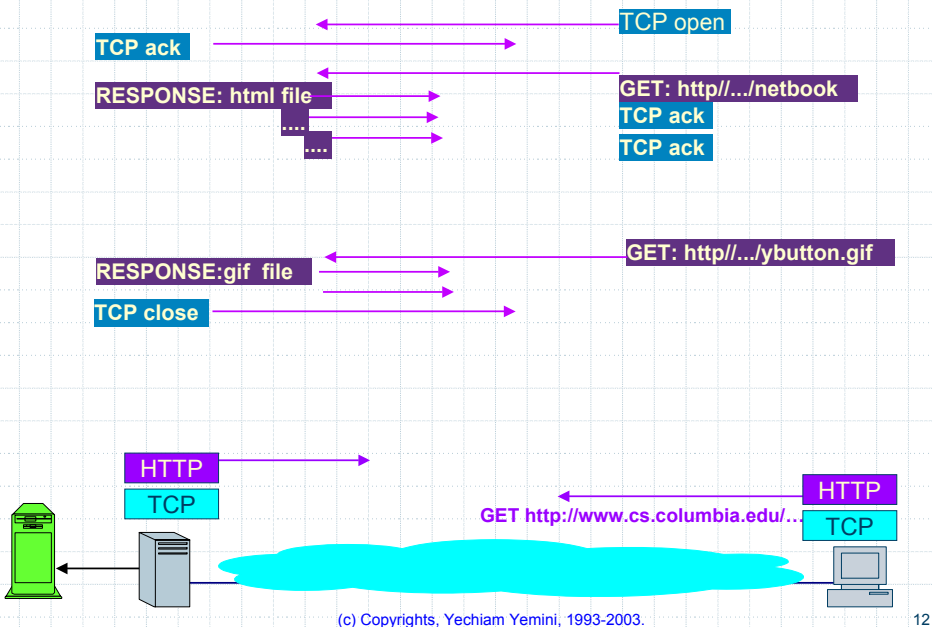 TCP open
TCP ack
GET: http//.../netbook
RESPONSE: html file
TCP ack
....
TCP ack
....
GET: http//.../ybutton.gif
RESPONSE:gif file
TCP close
HTTP
TCP
HTTP
GET http://www.cs.columbia.edu/...
TCP
(c) Copyrights, Yechiam Yemini, 1993-2003.
12